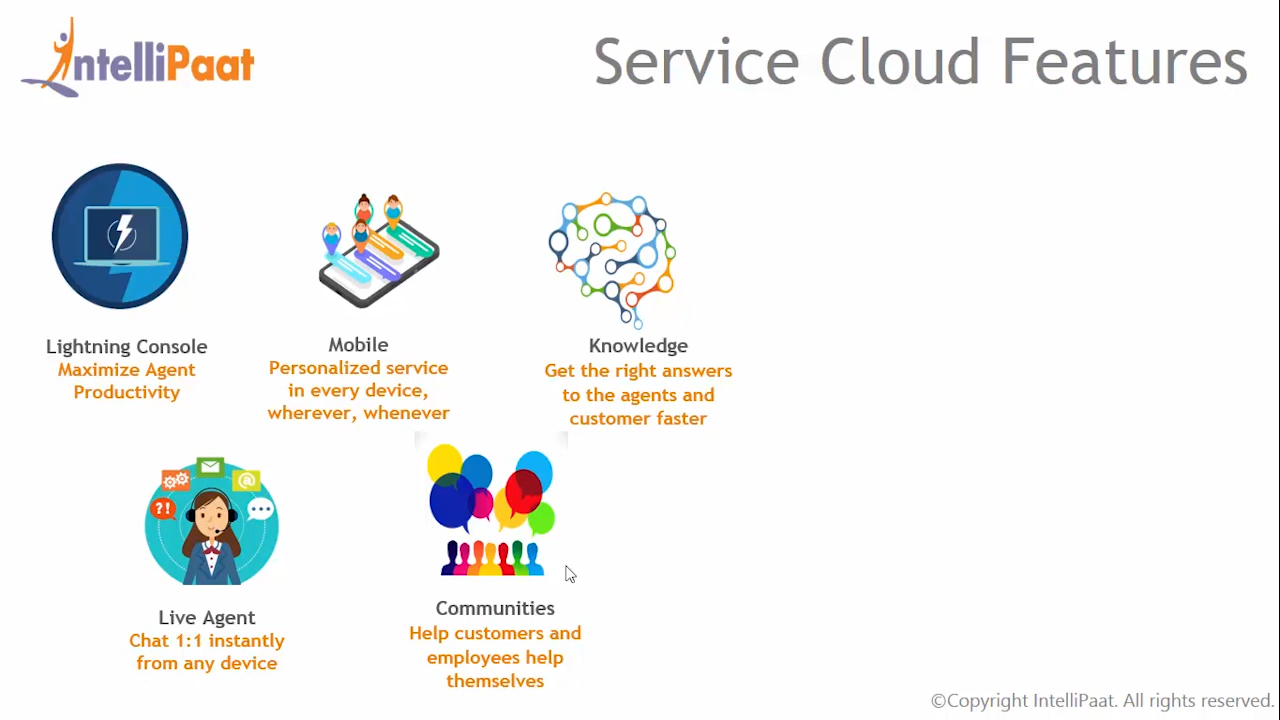 IntelliPaat
Service Cloud Features
Lightning Console
Maximize Agent
Productivity
Mobile
Personalized service
in every device,
wherever, whenever
Knowledge
Get the right answers
to the agents and
customer faster
?!
@
Live Agent
Chat 1:1 instantly
from any device
Communities
Help customers and
employees help
themselves
©Copyright IntelliPaat. All rights reserved.